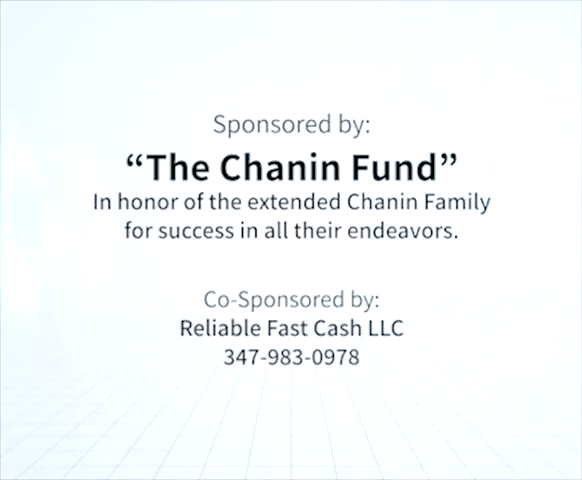 Sponsored by:
“The Chanin Fund”
In honor of the extended Chanin Family
for success in all their endeavors.
Co-Sponsored by:
Reliable Fast Cash LLC
347-983-0978